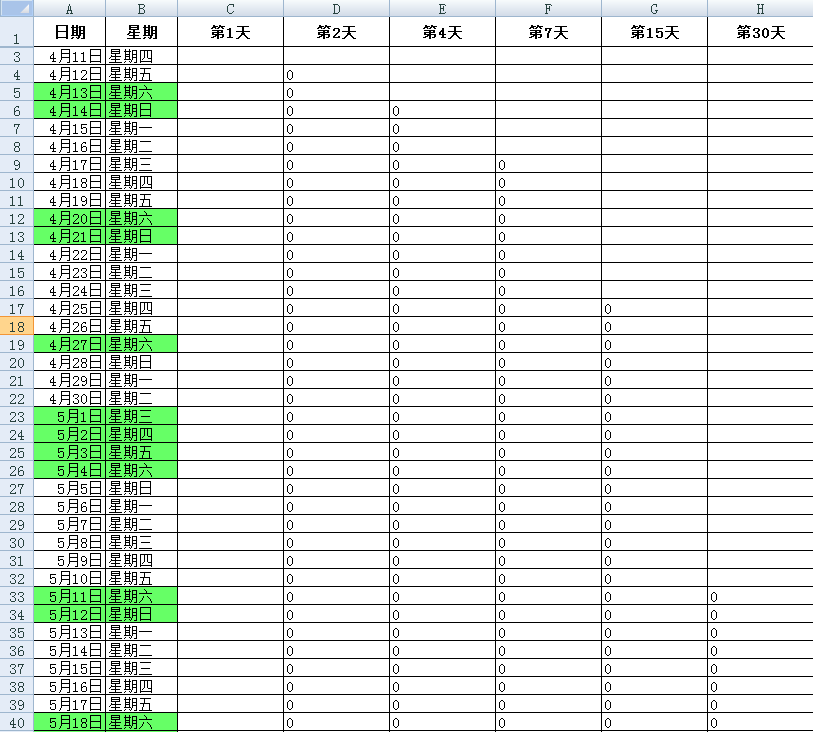 A B C D E F G H
1 日期 星期 第1天 第2天 第4天 第7天 第15天 第30天
3 4月11日 星期四
4 4月12日 星期五 0
5 4月13日 星期六 0
6 4月14日 星期日 0 0
7 4月15日 星期一 0 0
8 4月16日 星期二 0 0
9 4月17日 星期三 0 0 0
10 4月18日 星期四 0 0 0
11 4月19日 星期五 0 0 0
12 4月20日 星期六 0 0 0
13 4月21日 星期日 0 0 0
14 4月22日 星期一 0 0 0
15 4月23日 星期二 0 0 0
16 4月24日 星期三 0 0 0
17 4月25日 星期四 0 0 0 0
18 4月26日 星期五 0 0 0 0
19 4月27日 星期六 0 0 0 0
20 4月28日 星期日 0 0 0 0
21 4月29日 星期一 0 0 0 0
22 4月30日 星期二 0 0 0 0
23 5月1日 星期三 0 0 0 0
24 5月2日 星期四 0 0 0 0
25 5月3日 星期五 0 0 0 0
26 5月4日 星期六 0 0 0 0
27 5月5日 星期日 0 0 0 0
28 5月6日 星期一 0 0 0 0
29 5月7日 星期二 0 0 0 0
30 5月8日 星期三 0 0 0 0
31 5月9日 星期四 0 0 0 0
32 5月10日 星期五 0 0 0 0
33 5月11日 星期六 0 0 0 0 0
34 5月12日 星期日 0 0 0 0 0
35 5月13日 星期一 0 0 0 0 0
36 5月14日 星期二 0 0 0 0 0
37 5月15日 星期三 0 0 0 0 0
38 5月16日 星期四 0 0 0 0 0
39 5月17日 星期五 0 0 0 0 0
40 5月18日 星期六 0 0 0 0 0